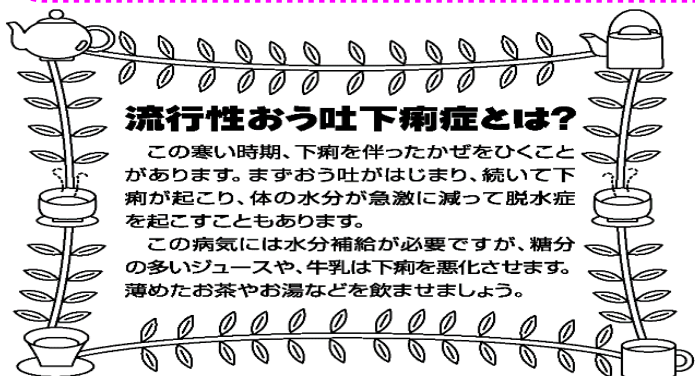 流行性おう吐下痢症とは?
この寒い時期、下痢を伴ったかぜをひくこと
があります。まずおう吐がはじまり、続いて下
痢が起こり、体の水分が急激に減って脱水症
を起こすこともあります。
この病気には水分補給が必要ですが、糖分
の多いジュースや、牛乳は下痢を悪化させます。
薄めたお茶やお湯などを飲ませましょう。